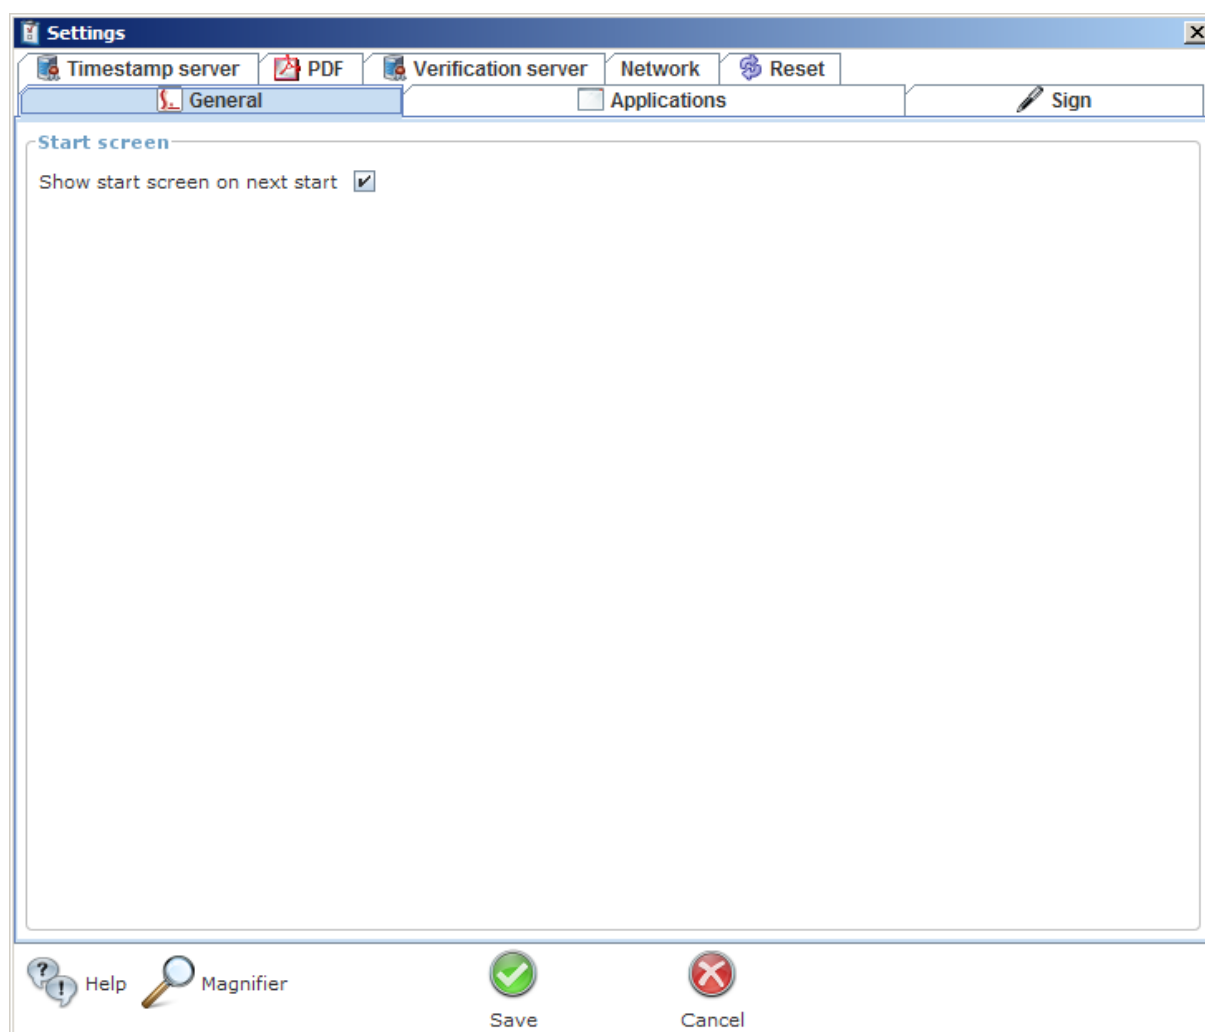 Settings
Timestamp server PDF Verification server Network Reset
General Applications Sign
Start screen
Show start screen on next start
Help Magnifier
Save Cancel